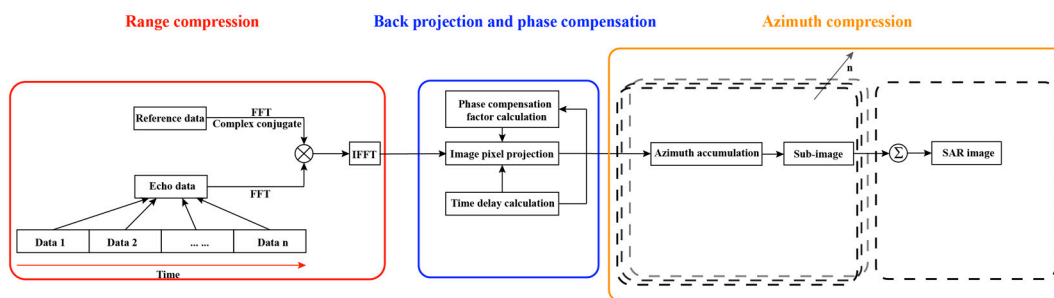 Range compression
Back projection and phase compensation
Azimuth compression
n
Reference data
FFT
Complex conjugate
IFFT
Echo data
FFT
Data 1
Data 2
... ...
Data n
Time
Phase compensation
factor calculation
Image pixel projection
Time delay calculation
Azimuth accumulation
Sub-image
Σ
SAR image